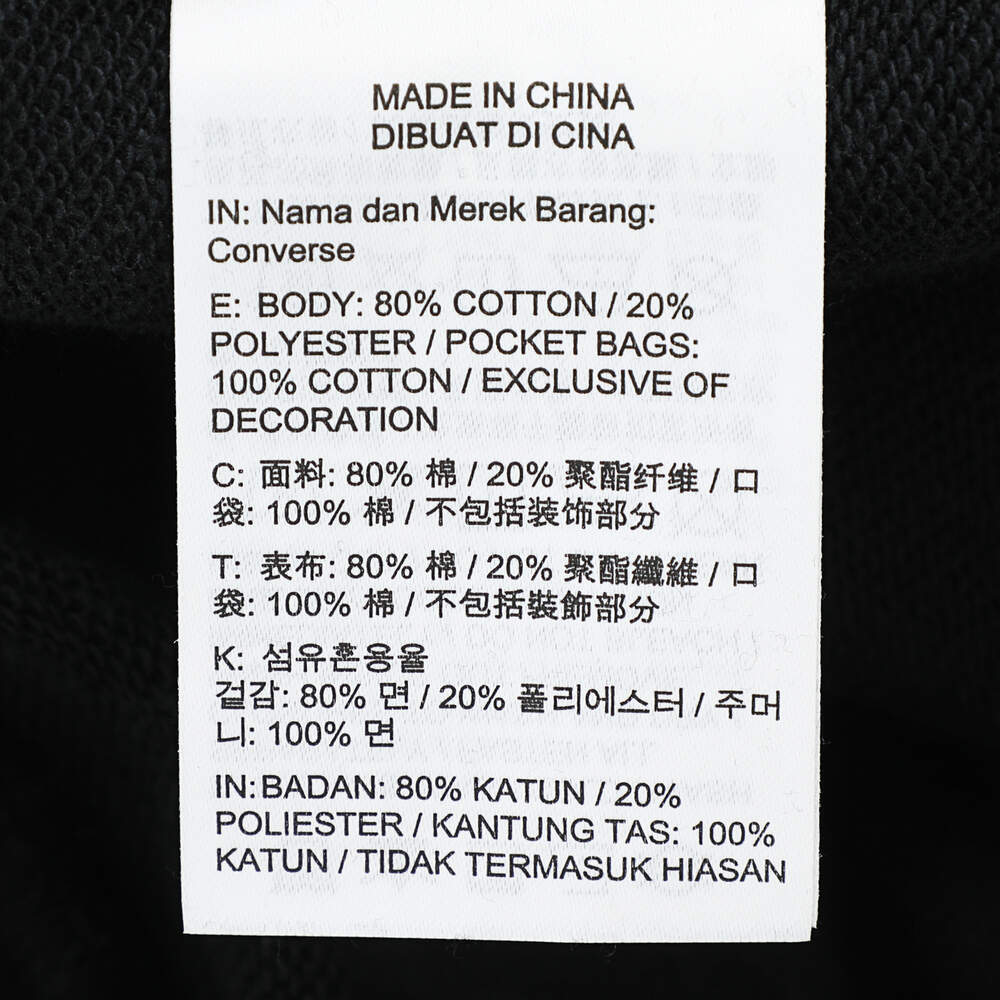 MADE IN CHINA
DIBUAT DI CINA
IN: Nama dan Merek Barang:
Converse
E: BODY: 80% COTTON / 20%
POLYESTER / POCKET BAGS:
100% COTTON / EXCLUSIVE OF
DECORATION
C: 面料: 80% 棉 / 20% 聚酯纤维 / 口
袋: 100% 棉 / 不包括装饰部分
T: 表布: 80% 棉 / 20% 聚酯纖維 / 口
袋: 100% 棉 / 不包括裝飾部分
K: 섬유혼용율
겉감: 80% 면 / 20% 폴리에스터 / 주머
니: 100% 면
IN: BADAN: 80% KATUN / 20%
POLIESTER / KANTUNG TAS: 100%
KATUN / TIDAK TERMASUK HIASAN